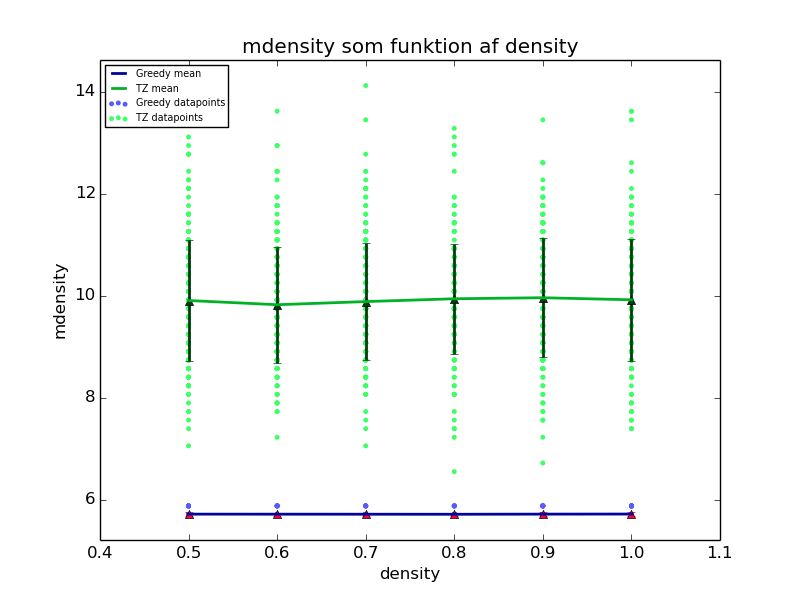 mdensity som funktion af density
Greedy mean
TZ mean
Greedy datapoints
TZ datapoints
14
12
10
8
6
mdensity
0.4 0.5 0.6 0.7 0.8 0.9 1.0 1.1
density